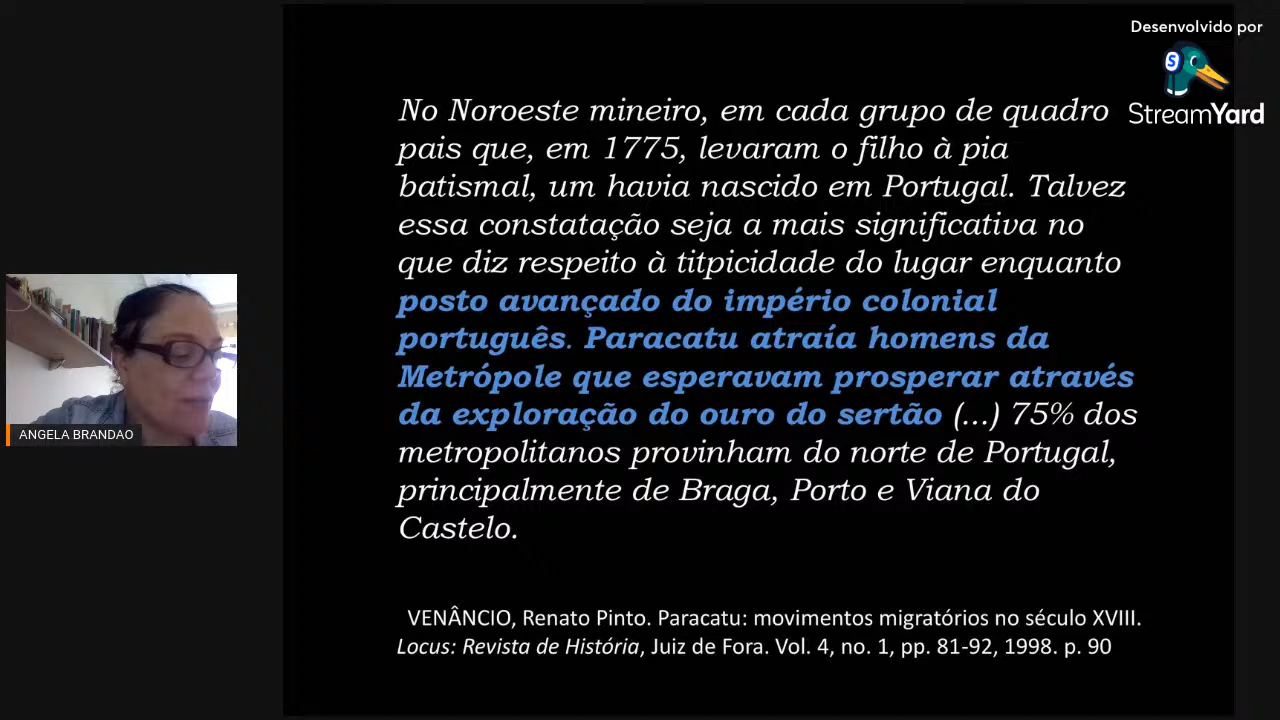 Desenvolvido por
StreamYard
No Noroeste mineiro, em cada grupo de quadro
pais que, em 1775, levaram o filho à pia
batismal, um havia nascido em Portugal. Talvez
essa constatação seja a mais significativa no
que diz respeito à titpicidade do lugar enquanto
posto avançado do império colonial
português. Paracatu atraía homens da
Metrópole que esperavam prosperar através
da exploração do ouro do sertão (...) 75% dos
metropolitanos provinham do norte de Portugal,
principalmente de Braga, Porto e Viana do
Castelo.
ANGELA BRANDAO
VENÂNCIO, Renato Pinto. Paracatu: movimentos migratórios no século XVIII.
Locus: Revista de História, Juiz de Fora. Vol. 4, no. 1, pp. 81-92, 1998. p. 90